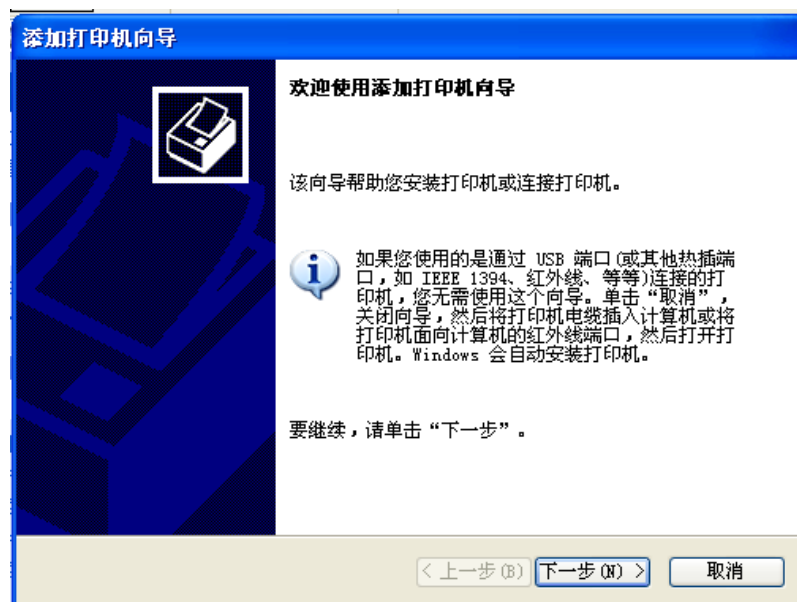 添加打印机向导
欢迎使用添加打印机向导
该向导帮助您安装打印机或连接打印机。
如果您使用的是通过 USB 端口(或其他热插端
口，如 IEEE 1394、红外线、等等)连接的打
印机，您无需使用这个向导。单击“取消”，
关闭向导，然后将打印机电缆插入计算机或将
打印机面向计算机的红外线端口，然后打开打
印机。Windows 会自动安装打印机。
要继续，请单击“下一步”。
< 上一步(B) 下一步(N) > 取消